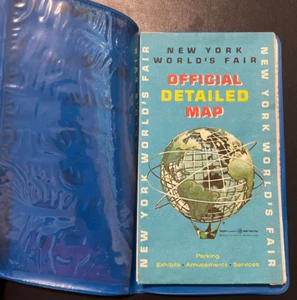 NEW YORK
WORLD'S FAIR
OFFICIAL
DETAILED
MAP
NEW YORK WORLD'S FAIR
NEW YORK WORLD'S FAIR
Parking
Exhibits • Amusements • Services